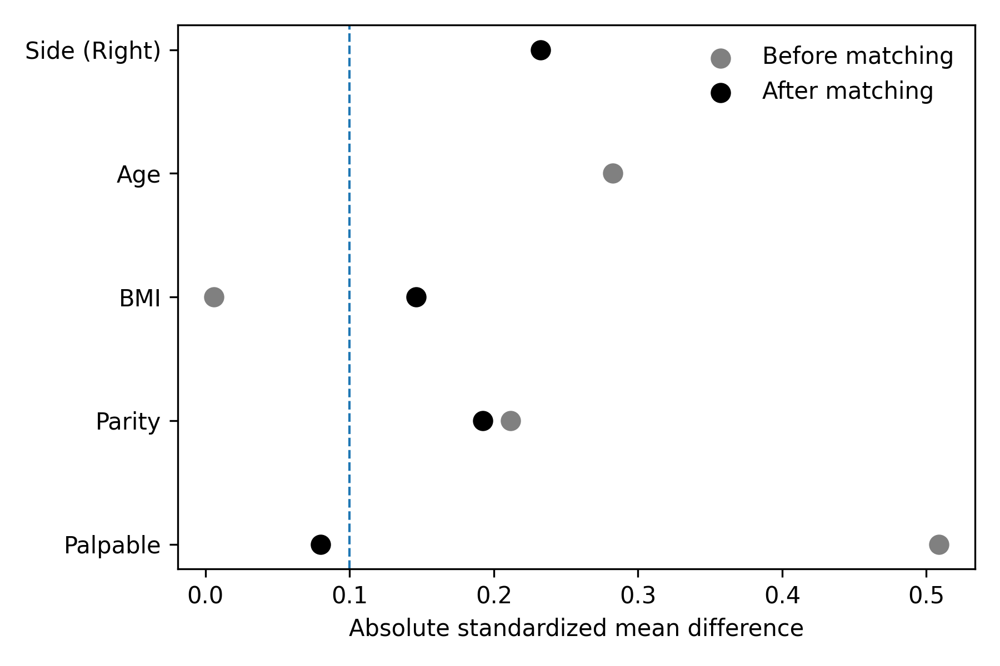 Side (Right)
Before matching
After matching
Age
BMI
Parity
Palpable
0.0 0.1 0.2 0.3 0.4 0.5
Absolute standardized mean difference